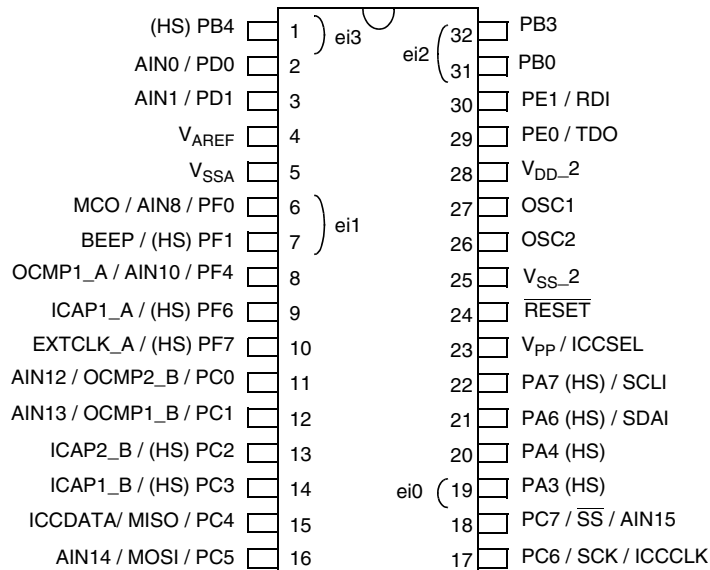 (HS) PB4 1 ei3 ei2 32 PB3
AIN0 / PD0 2 31 PB0
AIN1 / PD1 3 30 PE1 / RDI
VAREF 4 29 PE0 / TDO
VSSA 5 28 VDD_2
MCO / AIN8 / PF0 6 ei1 27 OSC1
BEEP / (HS) PF1 7 26 OSC2
OCMP1_A / AIN10 / PF4 8 25 VSS_2
ICAP1_A / (HS) PF6 9 24 RESET
EXTCLK_A / (HS) PF7 10 23 VPP / ICCSEL
AIN12 / OCMP2_B / PC0 11 22 PA7 (HS) / SCLI
AIN13 / OCMP1_B / PC1 12 21 PA6 (HS) / SDAI
ICAP2_B / (HS) PC2 13 20 PA4 (HS)
ICAP1_B / (HS) PC3 14 ei0 19 PA3 (HS)
ICCDATA/ MISO / PC4 15 18 PC7 / SS / AIN15
AIN14 / MOSI / PC5 16 17 PC6 / SCK / ICCCLK